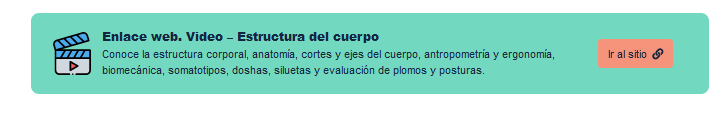 Enlace web. Video – Estructura del cuerpo
Conoce la estructura corporal, anatomía, cortes y ejes del cuerpo, antropometría y ergonomía,
biomecánica, somatotipos, doshas, siluetas y evaluación de plomos y posturas.
Ir al sitio